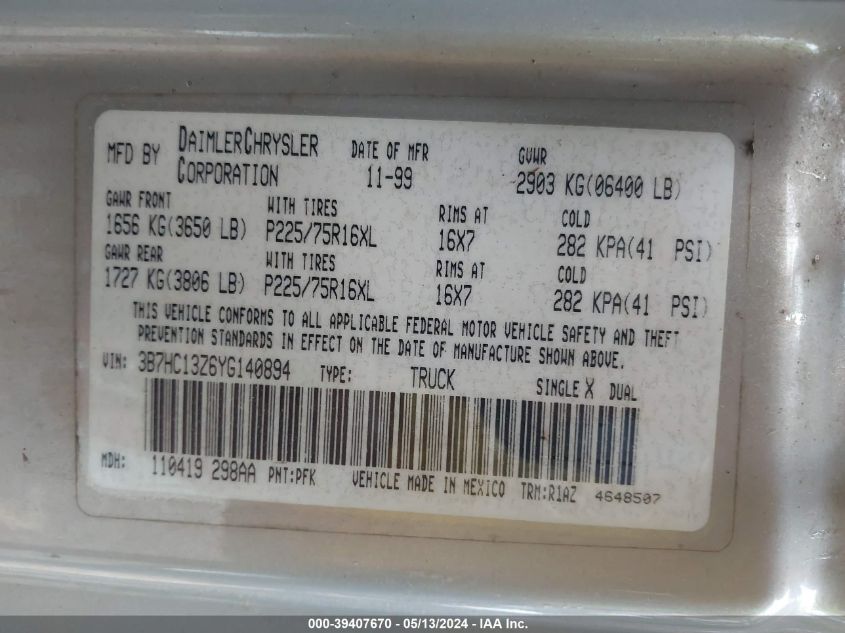 MFD BY DAIMLERCHRYSLER CORPORATION DATE OF MFR 11-99 GVWR 2903 KG(06400 LB)
GAWR FRONT WITH TIRES RIMS AT COLD
1656 KG(3650 LB) P225/75R16XL 16X7 282 KPA(41 PSI)
GAWR REAR WITH TIRES RIMS AT COLD
1727 KG(3806 LB) P225/75R16XL 16X7 282 KPA(41 PSI)
THIS VEHICLE CONFORMS TO ALL APPLICABLE FEDERAL MOTOR VEHICLE SAFETY AND THEFT
PREVENTION STANDARDS IN EFFECT ON THE DATE OF MANUFACTURE SHOWN ABOVE.
VIN: 3B7HC13Z6YG140894 TYPE: TRUCK SINGLE X DUAL
MDH: 110419 298AA PNT:PFK VEHICLE MADE IN MEXICO TRM:R1AZ 4648507
000-39407670 - 05/13/2024 - IAA Inc.